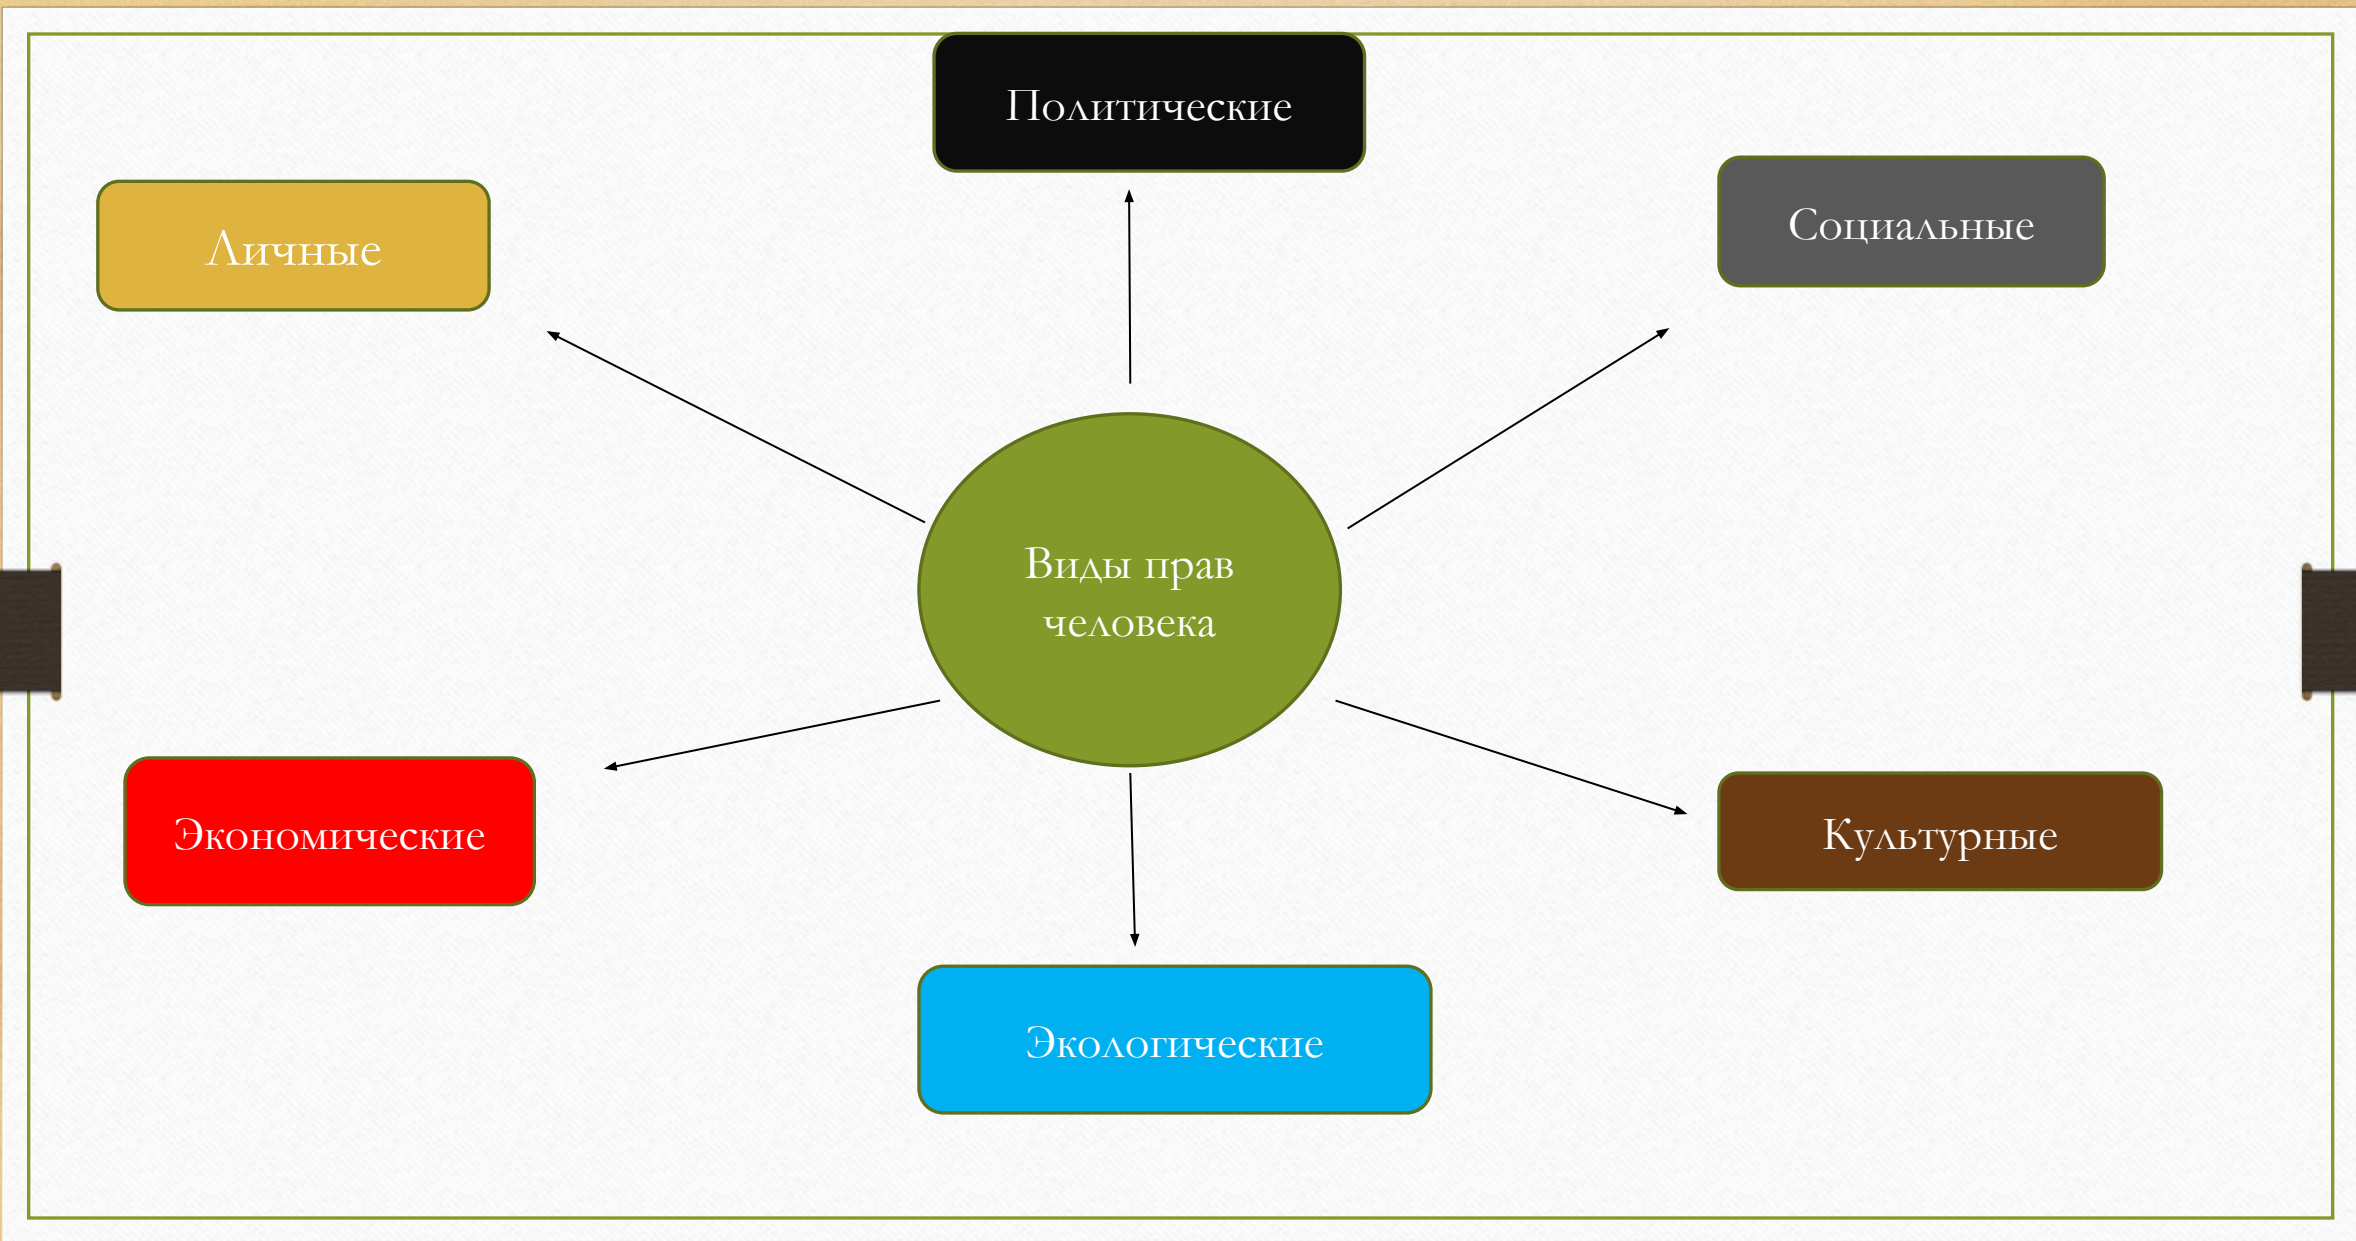 Политические
Личные
Социальные
Виды прав
человека
Экономические
Культурные
Экологические